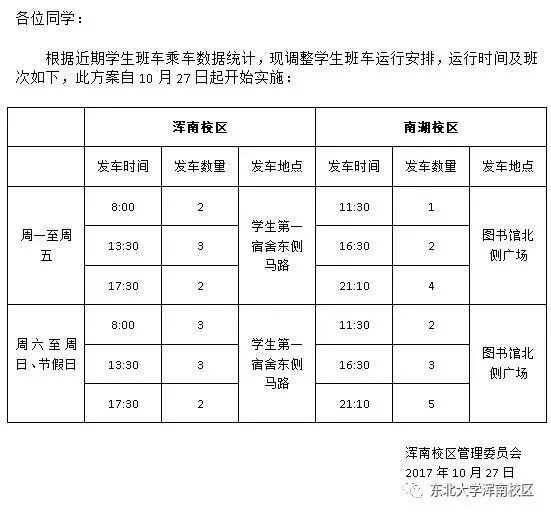 各位同学：
根据近期学生班车乘车数据统计，现调整学生班车运行安排，运行时间及班
次如下，此方案自 10 月 27 日起开始实施：
浑南校区 南湖校区
发车时间 发车数量 发车地点 发车时间 发车数量 发车地点
周一至周
五
8:00 2
13:30 3
17:30 2
学生第一
宿舍东侧
马路
11:30 1
16:30 2
21:10 4
图书馆北
侧广场
周六至周
日、节假日
8:00 3
13:30 3
17:30 2
学生第一
宿舍东侧
马路
11:30 2
16:30 3
21:10 5
图书馆北
侧广场
浑南校区管理委员会
2017 年 10 月 27 日
东北大学浑南校区